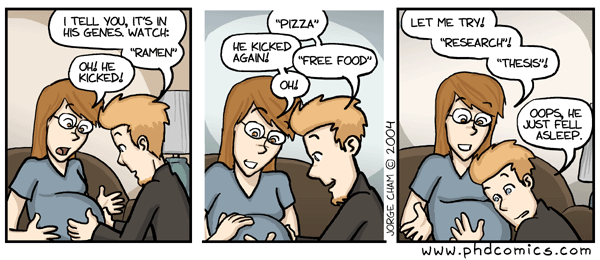 I TELL YOU, IT'S IN
HIS GENES. WATCH:
"RAMEN"
OH! HE
KICKED!
"PIZZA"
HE KICKED
AGAIN!
"FREE FOOD"
OH!
JORGE CHAM © 2004
LET ME TRY!
"RESEARCH"!
"THESIS"!
OOPS, HE
JUST FELL
ASLEEP.
www.phdcomics.com